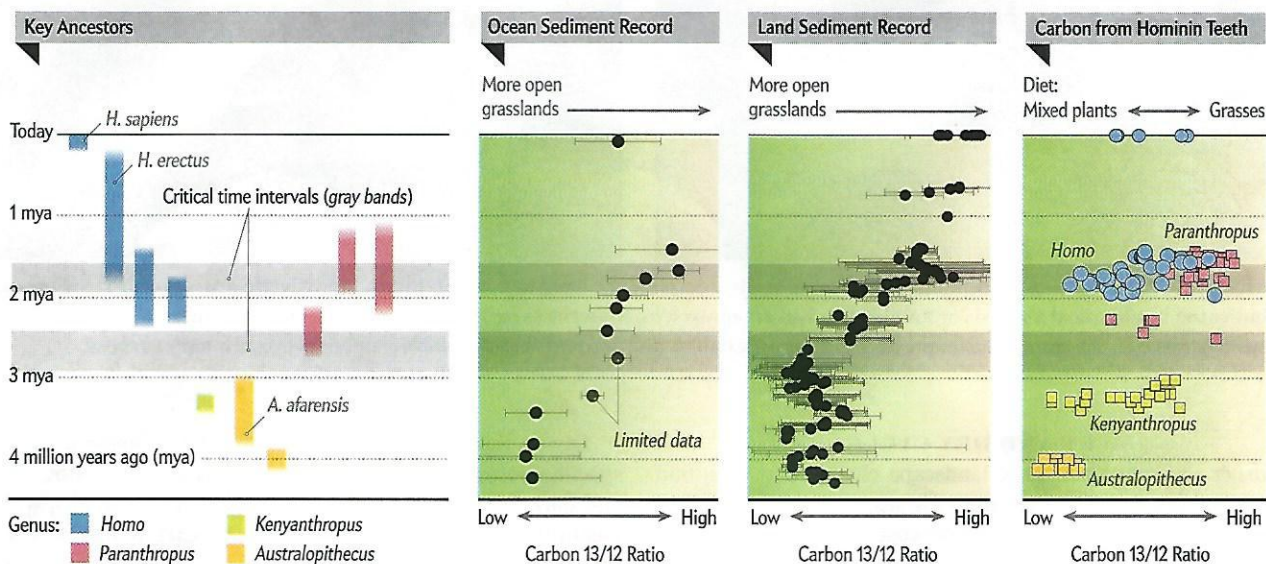 Key Ancestors
Today
H. sapiens
H. erectus
Critical time intervals (gray bands)
1 mya
2 mya
3 mya
A. afarensis
4 million years ago (mya)
Genus:
Homo
Kenyanthropus
Paranthropus
Australopithecus
Ocean Sediment Record
More open
grasslands
Limited data
Low
High
Carbon 13/12 Ratio
Land Sediment Record
More open
grasslands
Low
High
Carbon 13/12 Ratio
Carbon from Hominin Teeth
Diet:
Mixed plants
Grasses
Paranthropus
Homo
Kenyanthropus
Australopithecus
Low
High
Carbon 13/12 Ratio